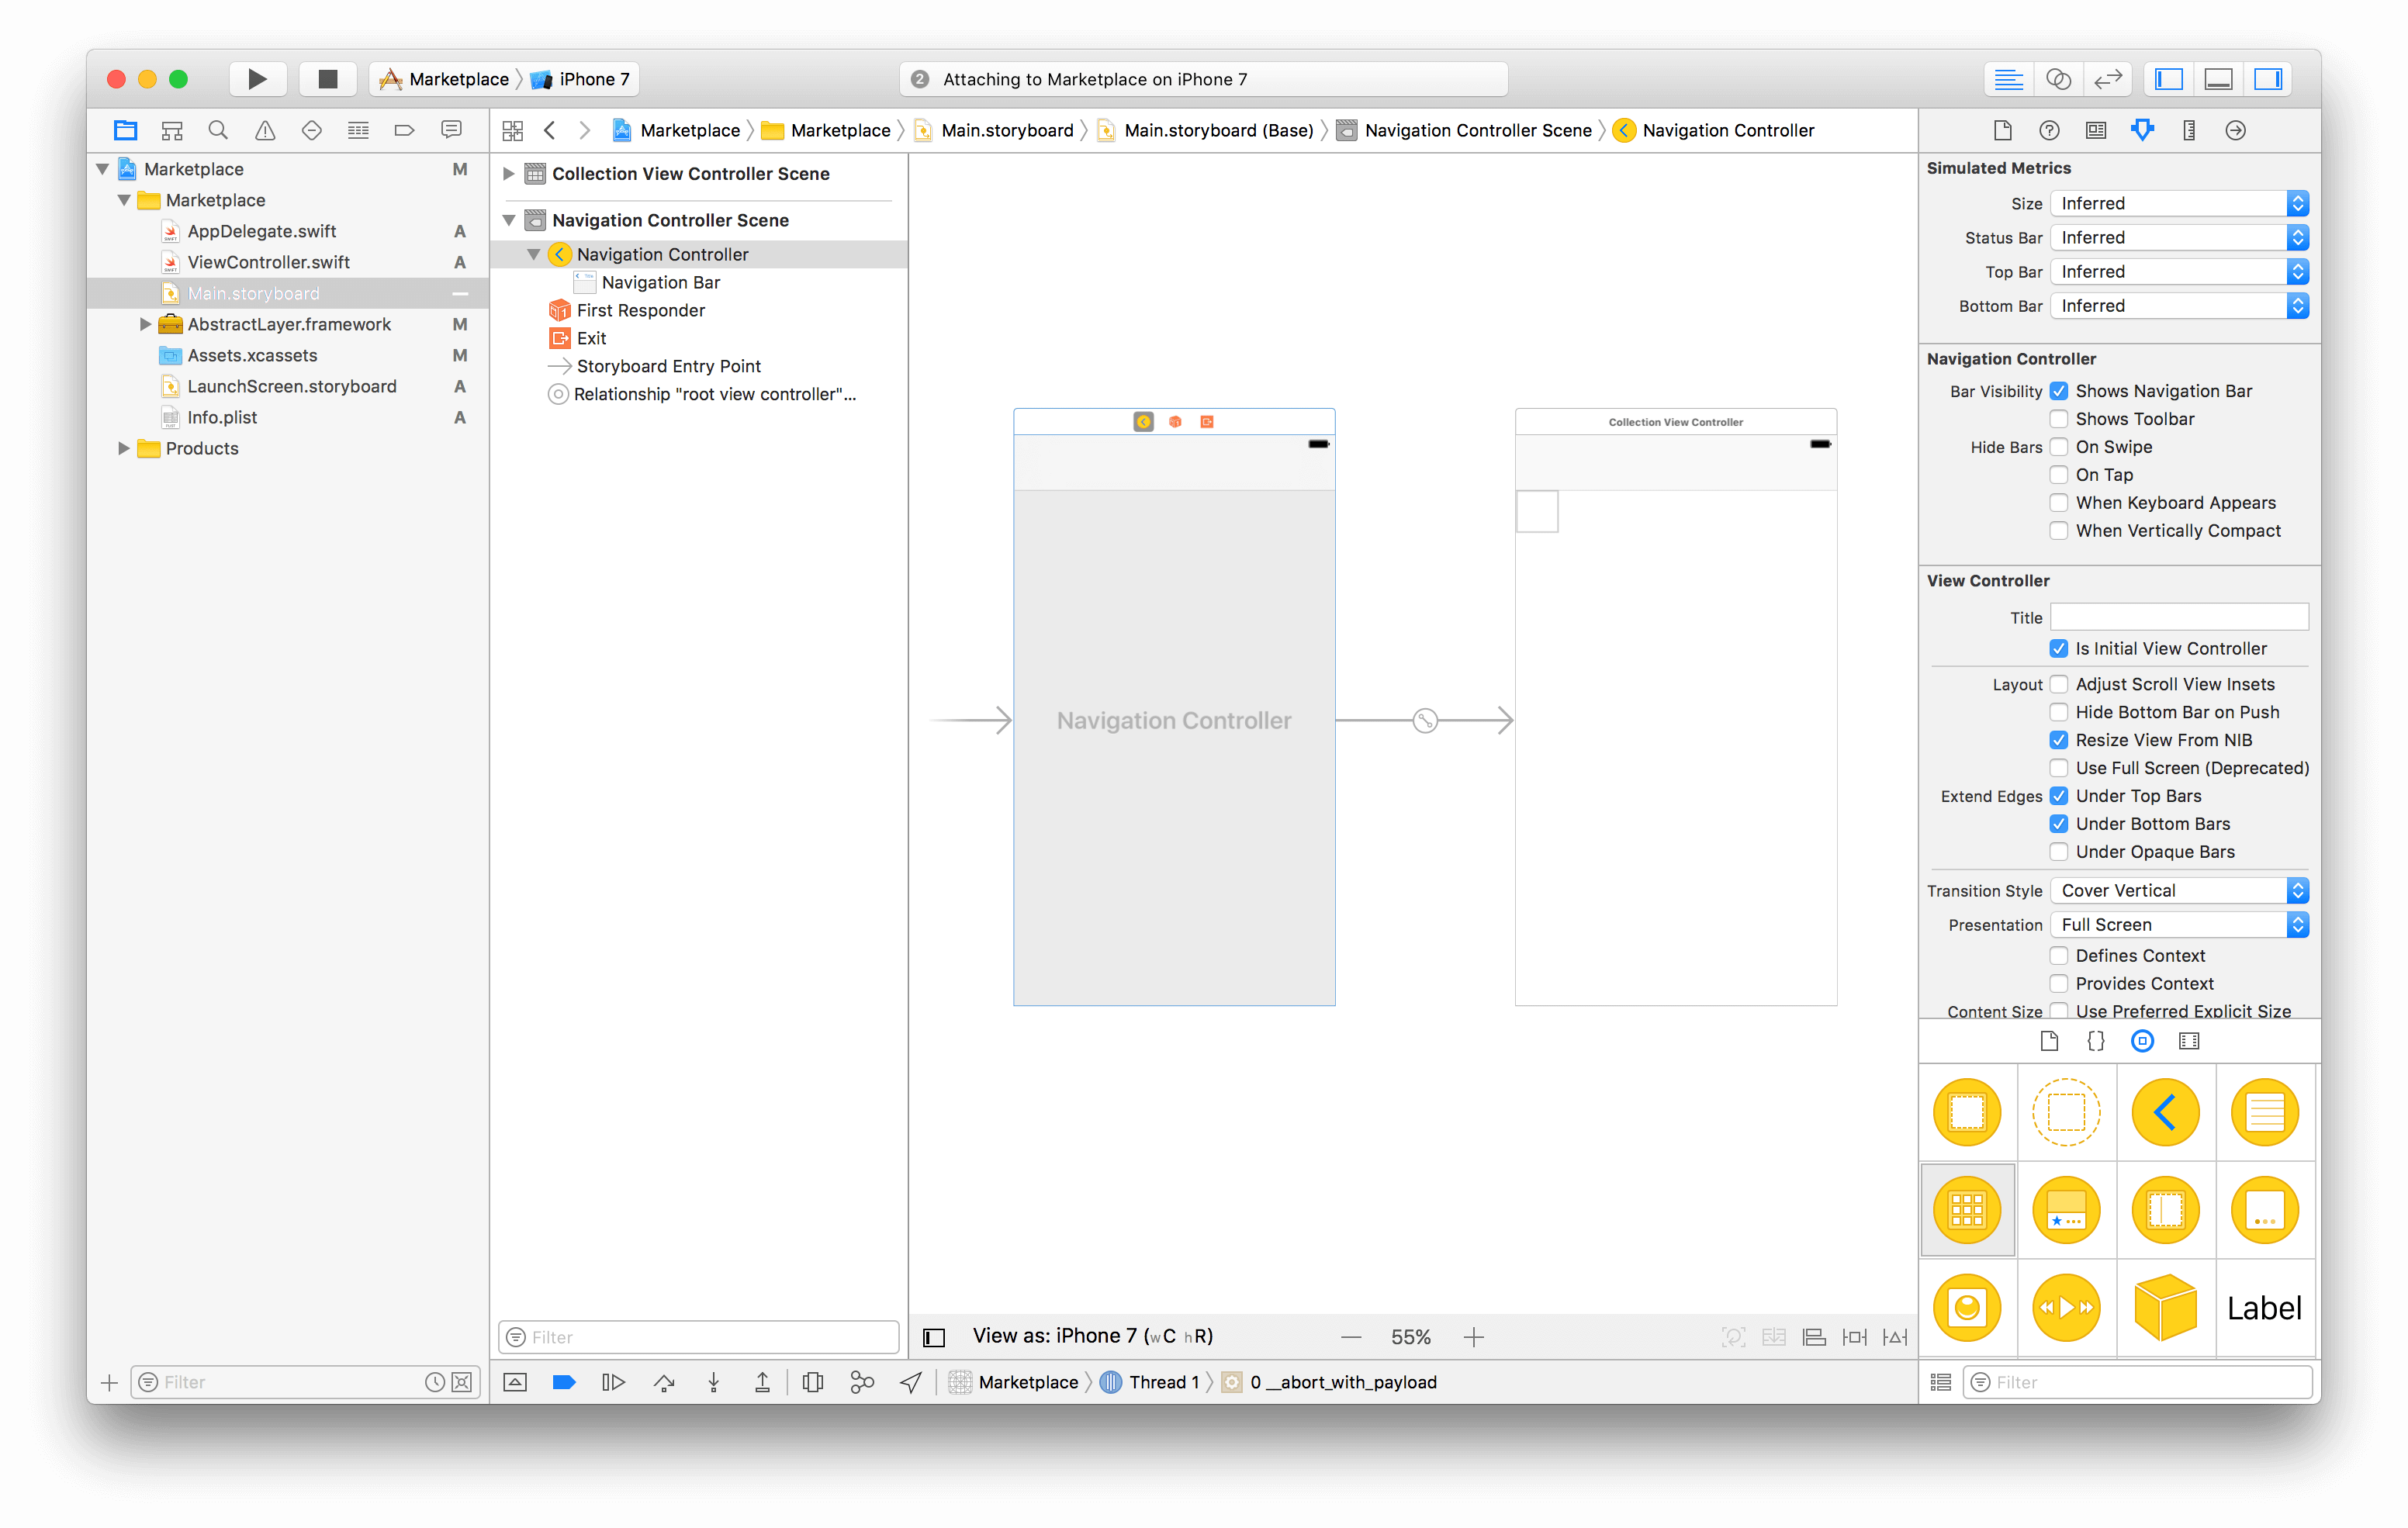 Marketplace iPhone 7
2 Attaching to Marketplace on iPhone 7
Marketplace Marketplace Main.storyboard Main.storyboard (Base) Navigation Controller Scene Navigation Controller
Marketplace M
Marketplace
AppDelegate.swift A
ViewController.swift A
Main.storyboard
AbstractLayer.framework M
Assets.xcassets M
LaunchScreen.storyboard A
Info.plist A
Products
Filter
Collection View Controller Scene
Navigation Controller Scene
Navigation Controller
Navigation Bar
First Responder
Exit
Storyboard Entry Point
Relationship "root view controller"...
Filter
Navigation Controller
Collection View Controller
View as: iPhone 7 (wC hR)
55%
Marketplace Thread 1 0 __abort_with_payload
Simulated Metrics
Size Inferred
Status Bar Inferred
Top Bar Inferred
Bottom Bar Inferred
Navigation Controller
Bar Visibility Shows Navigation Bar
Shows Toolbar
Hide Bars On Swipe
On Tap
When Keyboard Appears
When Vertically Compact
View Controller
Title
Is Initial View Controller
Layout Adjust Scroll View Insets
Hide Bottom Bar on Push
Resize View From NIB
Use Full Screen (Deprecated)
Extend Edges Under Top Bars
Under Bottom Bars
Under Opaque Bars
Transition Style Cover Vertical
Presentation Full Screen
Defines Context
Provides Context
Content Size Use Preferred Explicit Size
Label
Filter